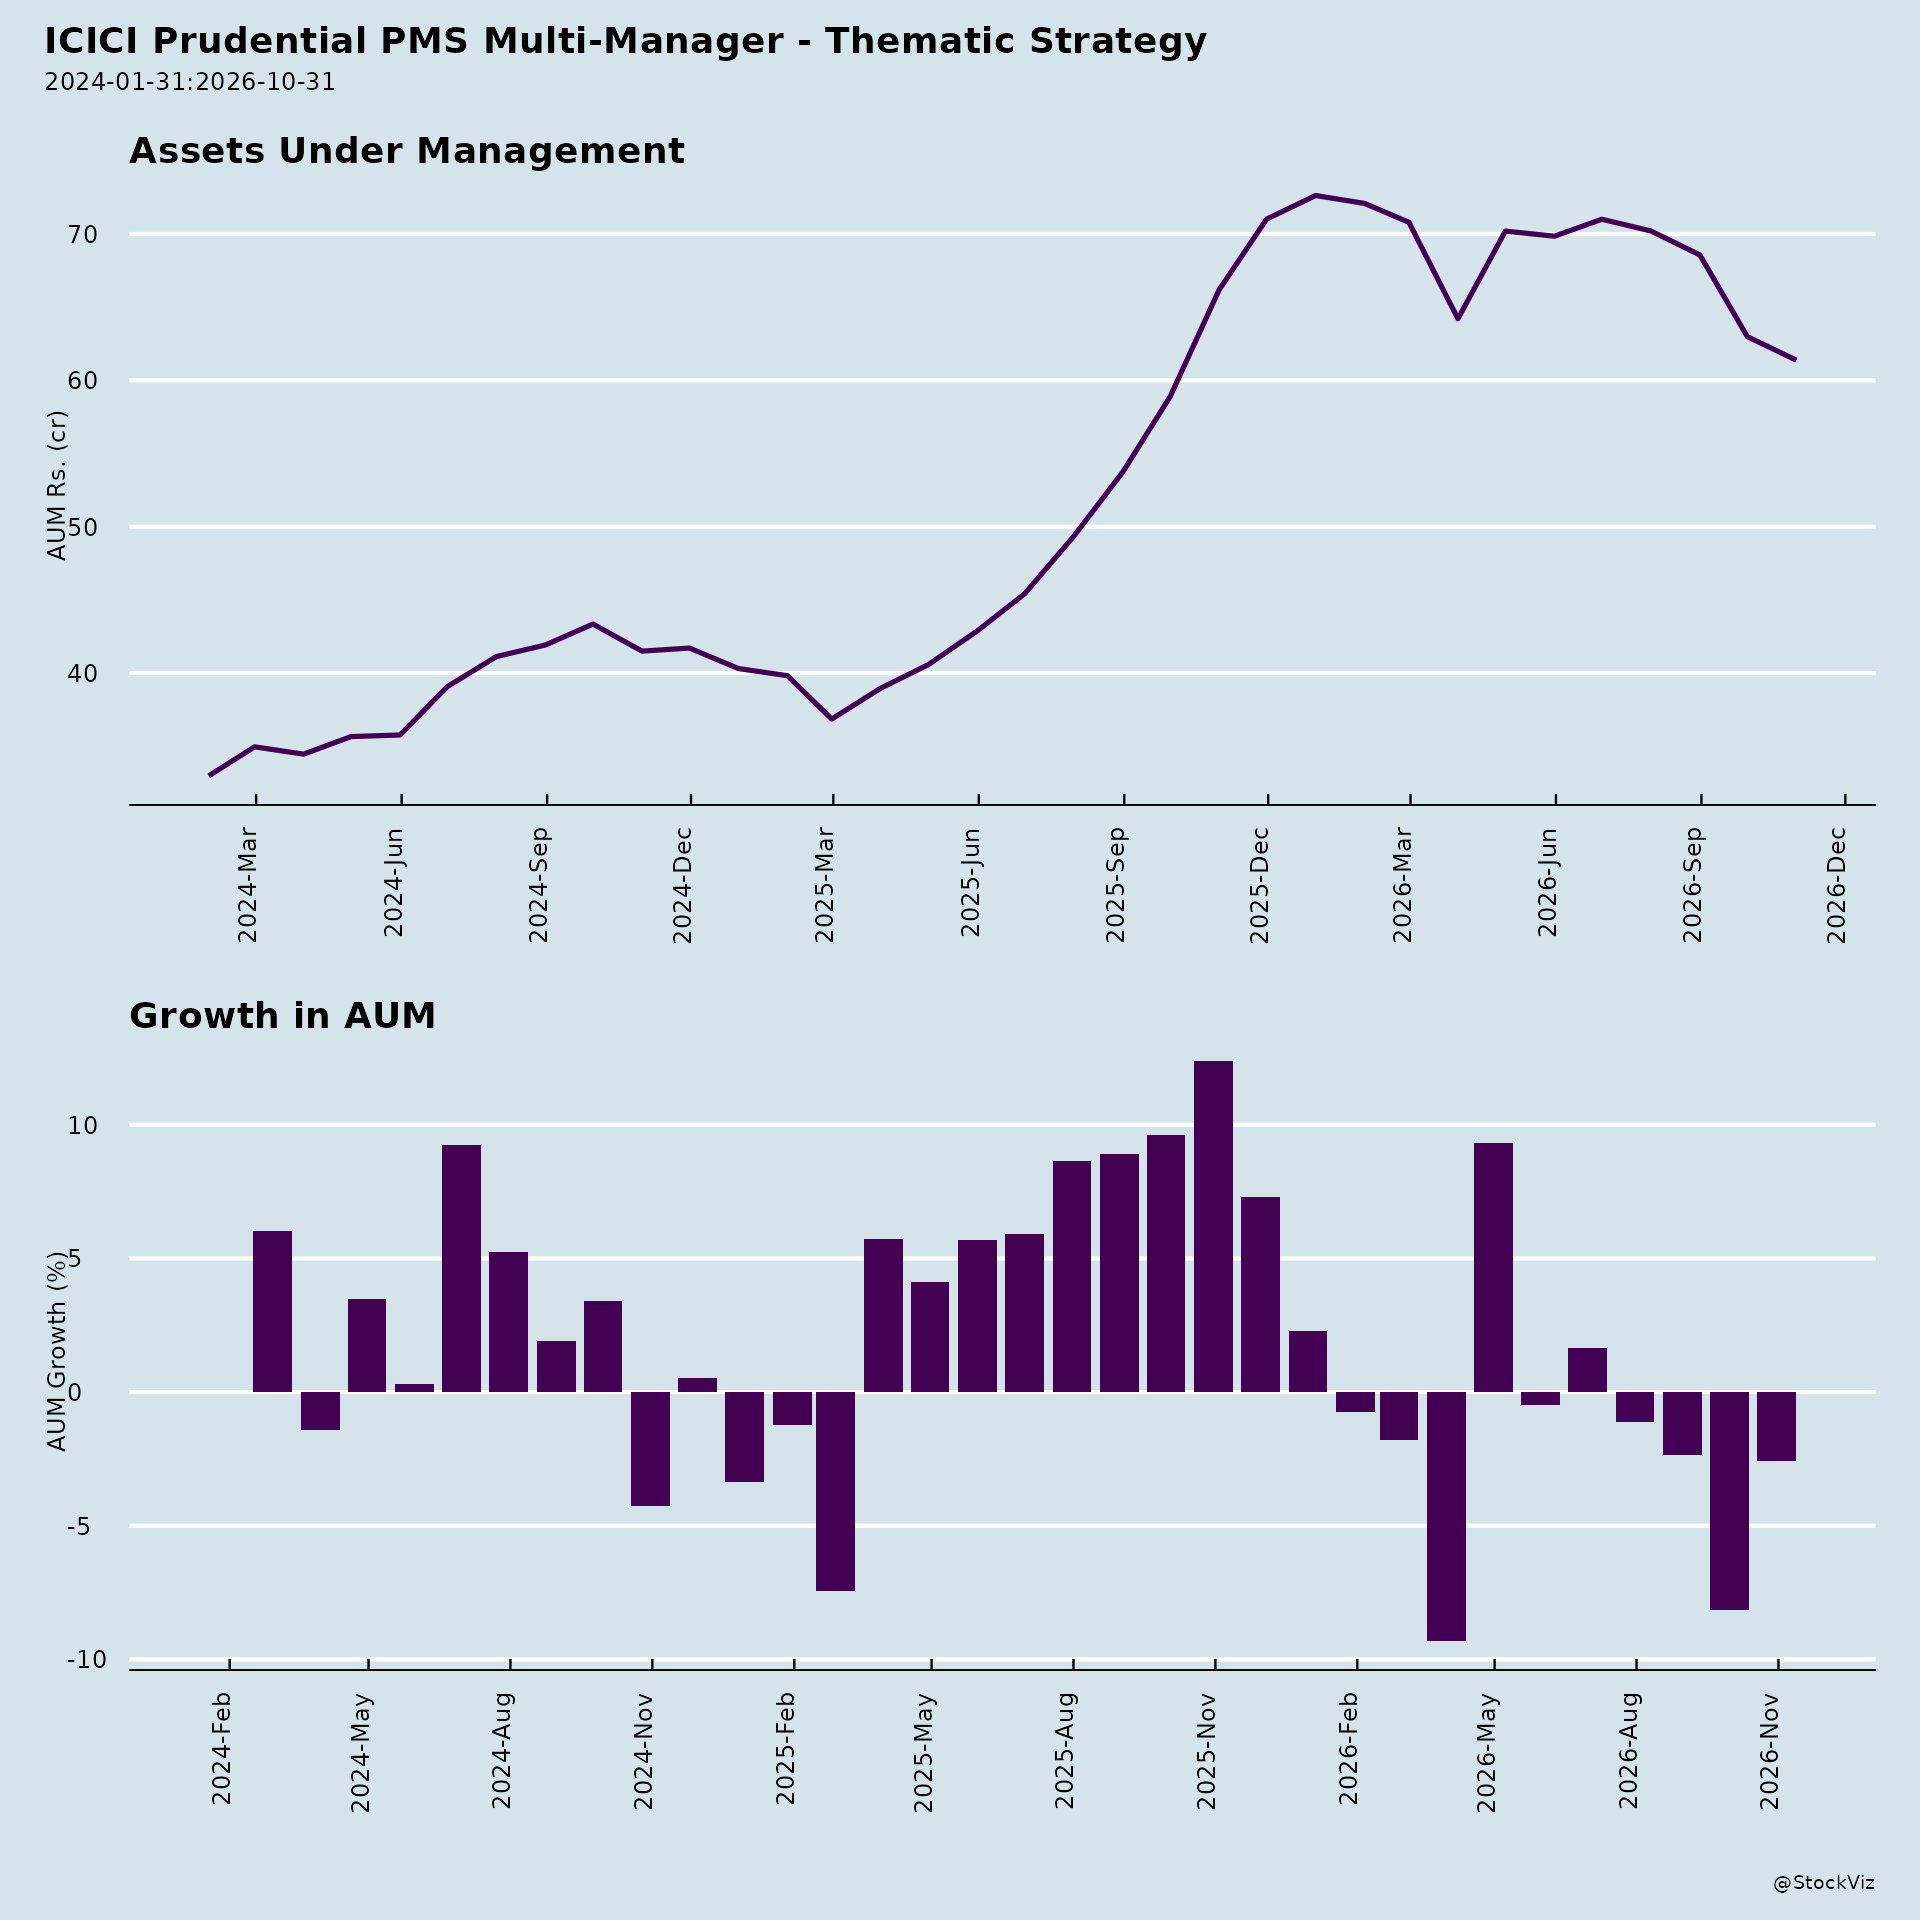 ICICI Prudential PMS Multi-Manager - Thematic Strategy
2024-01-31:2026-10-31
Assets Under Management
AUM Rs. (cr)
70
60
50
40
2024-Mar
2024-Jun
2024-Sep
2024-Dec
2025-Mar
2025-Jun
2025-Sep
2025-Dec
2026-Mar
2026-Jun
2026-Sep
2026-Dec
Growth in AUM
AUM Growth (%)
10
5
0
-5
-10
2024-Feb
2024-May
2024-Aug
2024-Nov
2025-Feb
2025-May
2025-Aug
2025-Nov
2026-Feb
2026-May
2026-Aug
2026-Nov
@StockViz